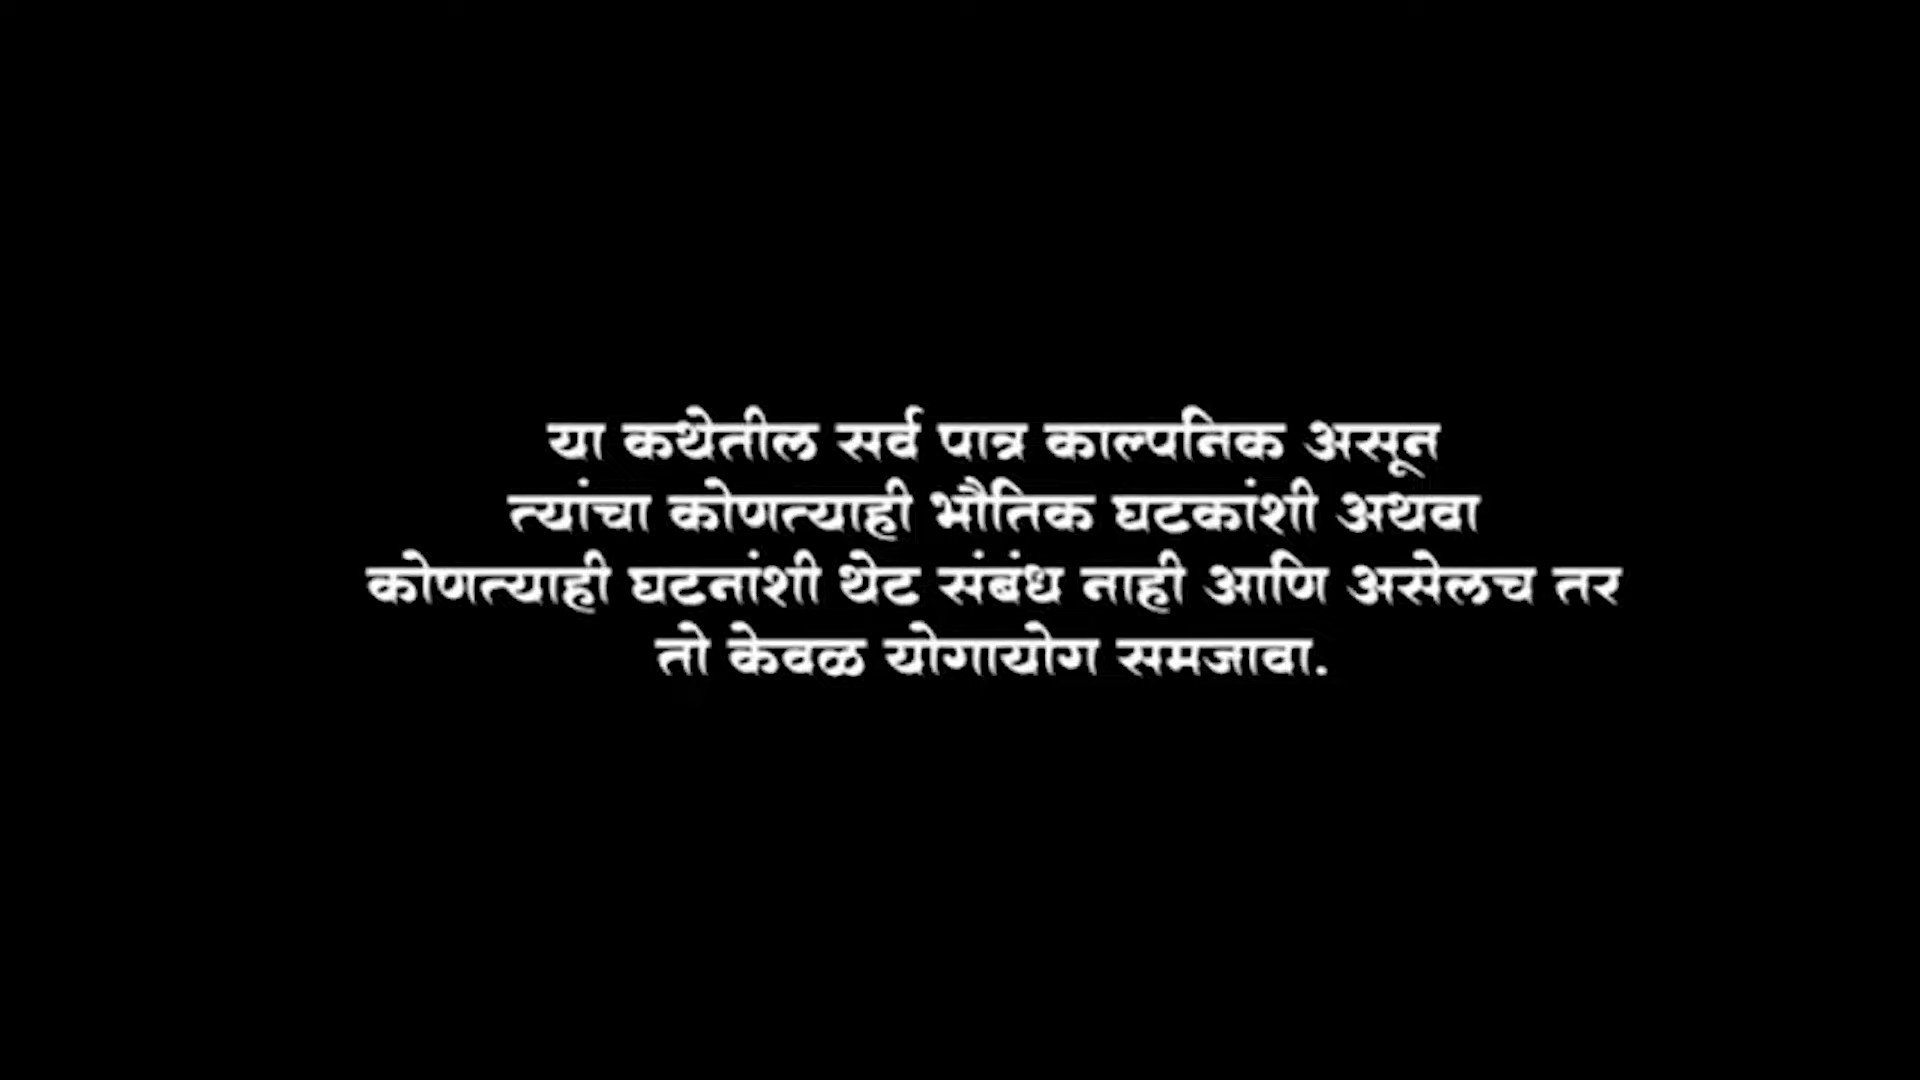 या कथेतील सर्व पात्र काल्पनिक असून
त्यांचा कोणत्याही भौतिक घटकांशी अथवा
कोणत्याही घटनांशी थेट संबंध नाही आणि असेलच तर
तो केवळ योगायोग समजावा.